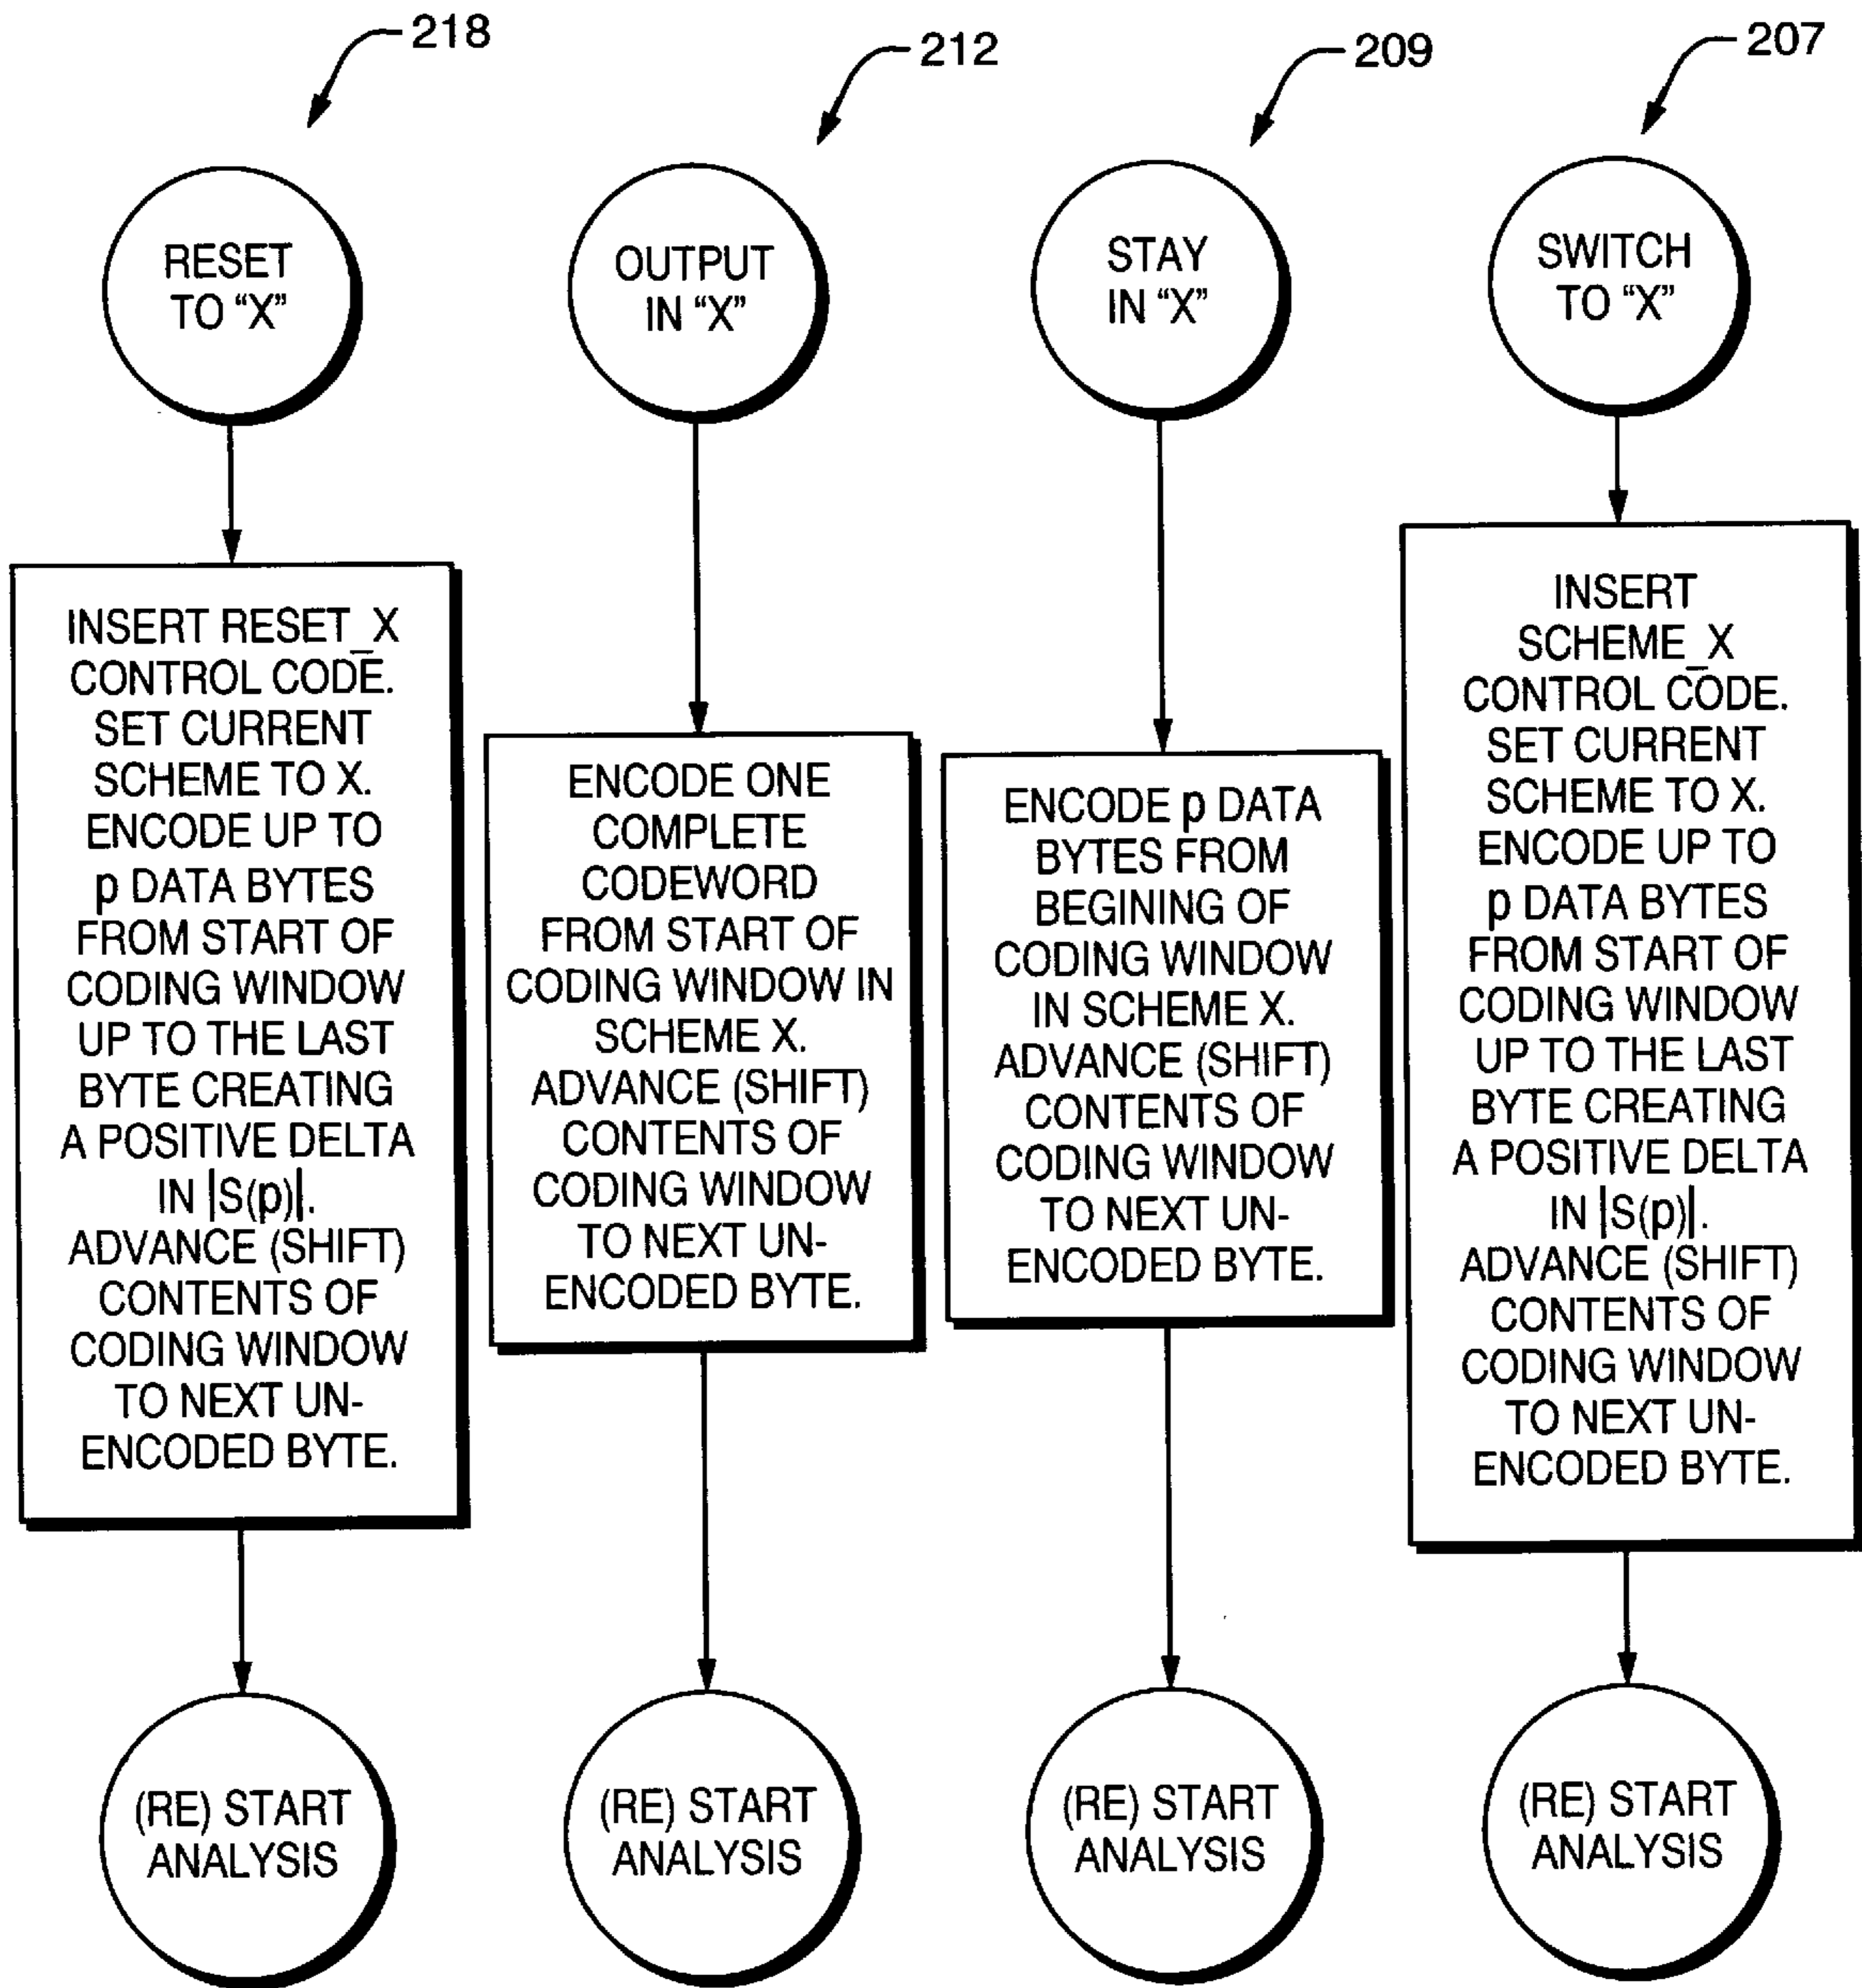 218
RESET
TO “X”
INSERT RESET_X
CONTROL CODE.
SET CURRENT
SCHEME TO X.
ENCODE UP TO
p DATA BYTES
FROM START OF
CODING WINDOW
UP TO THE LAST
BYTE CREATING
A POSITIVE DELTA
IN |S(p)|.
ADVANCE (SHIFT)
CONTENTS OF
CODING WINDOW
TO NEXT UN-
ENCODED BYTE.
(RE) START
ANALYSIS
212
OUTPUT
IN “X”
ENCODE ONE
COMPLETE
CODEWORD
FROM START OF
CODING WINDOW IN
SCHEME X.
ADVANCE (SHIFT)
CONTENTS OF
CODING WINDOW
TO NEXT UN-
ENCODED BYTE.
(RE) START
ANALYSIS
209
STAY
IN “X”
ENCODE p DATA
BYTES FROM
BEGINING OF
CODING WINDOW
IN SCHEME X.
ADVANCE (SHIFT)
CONTENTS OF
CODING WINDOW
TO NEXT UN-
ENCODED BYTE.
(RE) START
ANALYSIS
207
SWITCH
TO “X”
INSERT
SCHEME_X
CONTROL CODE.
SET CURRENT
SCHEME TO X.
ENCODE UP TO
p DATA BYTES
FROM START OF
CODING WINDOW
UP TO THE LAST
BYTE CREATING
A POSITIVE DELTA
IN |S(p)|.
ADVANCE (SHIFT)
CONTENTS OF
CODING WINDOW
TO NEXT UN-
ENCODED BYTE.
(RE) START
ANALYSIS